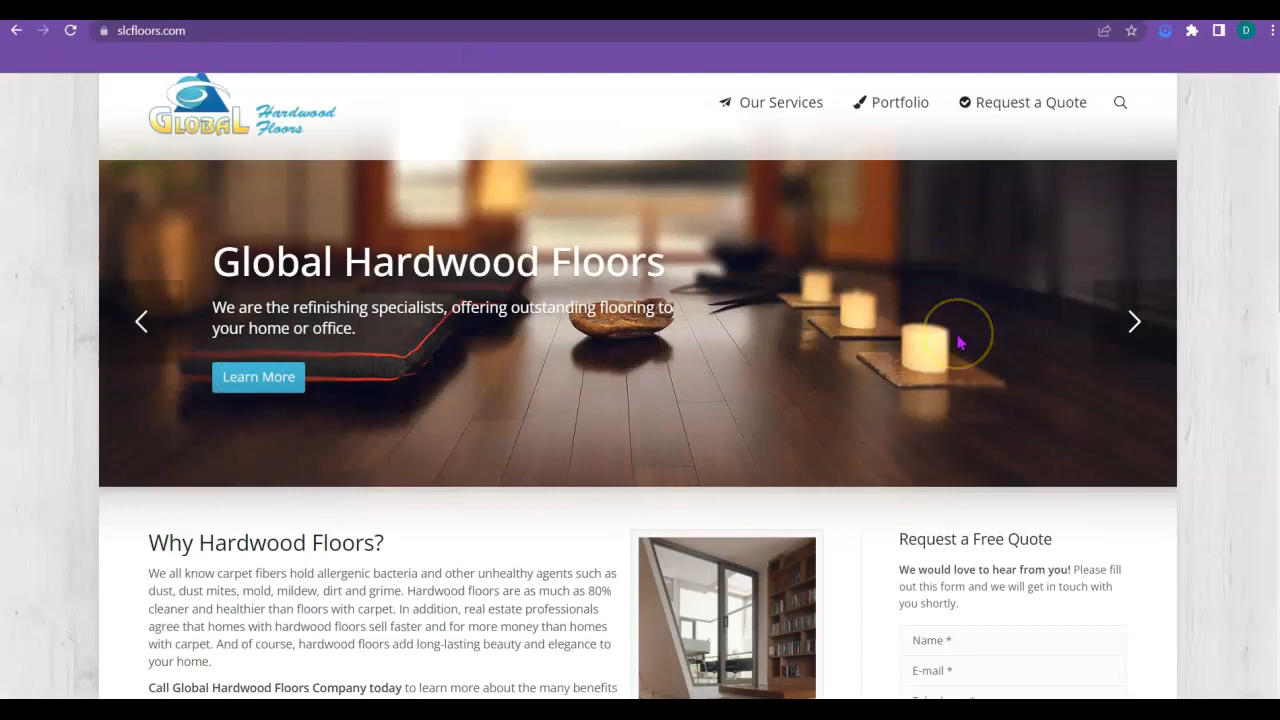 slcfloors.com
D
GLOBAL Hardwood
Floors
Our Services Portfolio Request a Quote
Global Hardwood Floors
We are the refinishing specialists, offering outstanding flooring to
your home or office.
Learn More
Why Hardwood Floors?
We all know carpet fibers hold allergenic bacteria and other unhealthy agents such as
dust, dust mites, mold, mildew, dirt and grime. Hardwood floors are as much as 80%
cleaner and healthier than floors with carpet. In addition, real estate professionals
agree that homes with hardwood floors sell faster and for more money than homes
with carpet. And of course, hardwood floors add long-lasting beauty and elegance to
your home.
Call Global Hardwood Floors Company today to learn more about the many benefits
Request a Free Quote
We would love to hear from you! Please fill
out this form and we will get in touch with
you shortly.
Name *
E-mail *